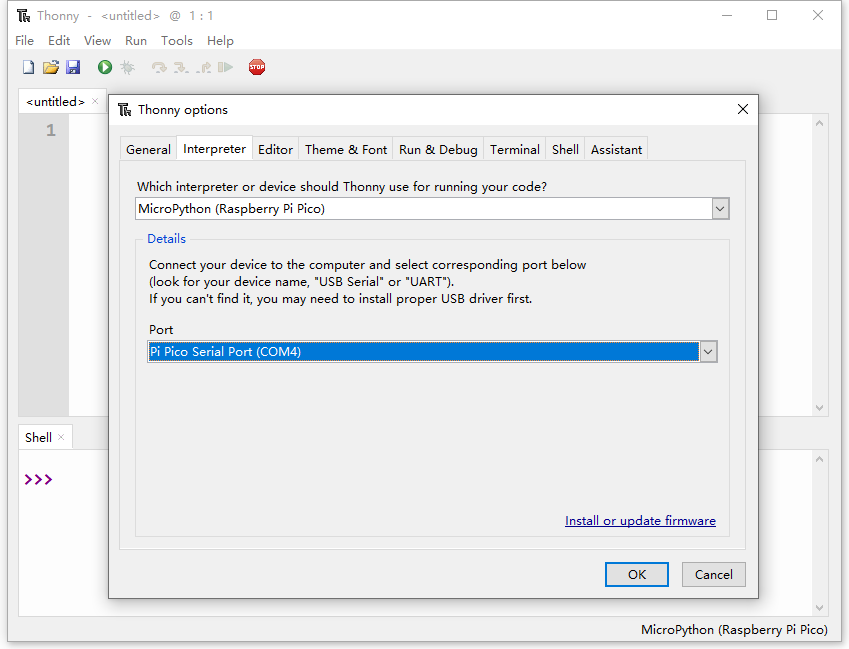 Thonny - <untitled> @ 1 : 1
File Edit View Run Tools Help
STOP
<untitled> ×
1
Thonny options
General Interpreter Editor Theme & Font Run & Debug Terminal Shell Assistant
Which interpreter or device should Thonny use for running your code?
MicroPython (Raspberry Pi Pico)
Details
Connect your device to the computer and select corresponding port below
(look for your device name, "USB Serial" or "UART").
If you can't find it, you may need to install proper USB driver first.
Port
Pi Pico Serial Port (COM4)
Install or update firmware
OK Cancel
Shell ×
>>>
MicroPython (Raspberry Pi Pico)